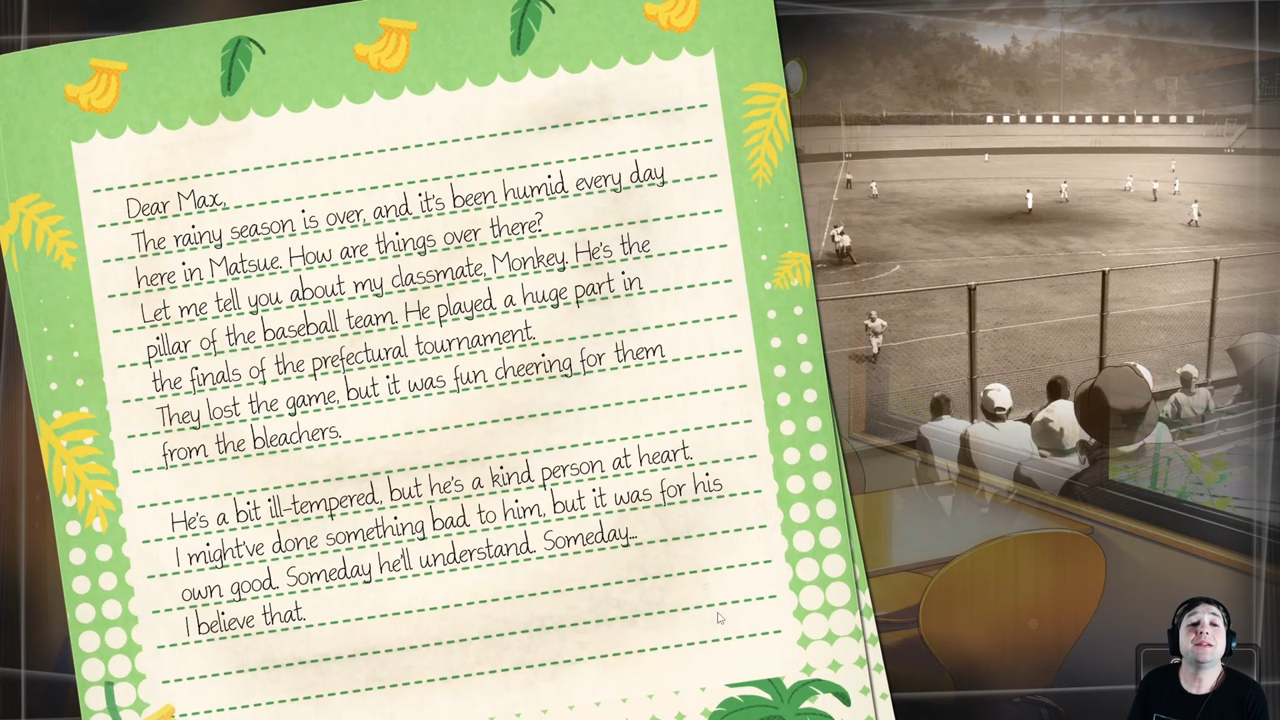 Dear Max,
The rainy season is over, and it's been humid every day
here in Matsue. How are things over there?
Let me tell you about my classmate, Monkey. He's the
pillar of the baseball team. He played a huge part in
the finals of the prefectural tournament.
They lost the game, but it was fun cheering for them
from the bleachers.
He's a bit ill-tempered, but he's a kind person at heart.
I might've done something bad to him, but it was for his
own good. Someday he'll understand. Someday...
I believe that.